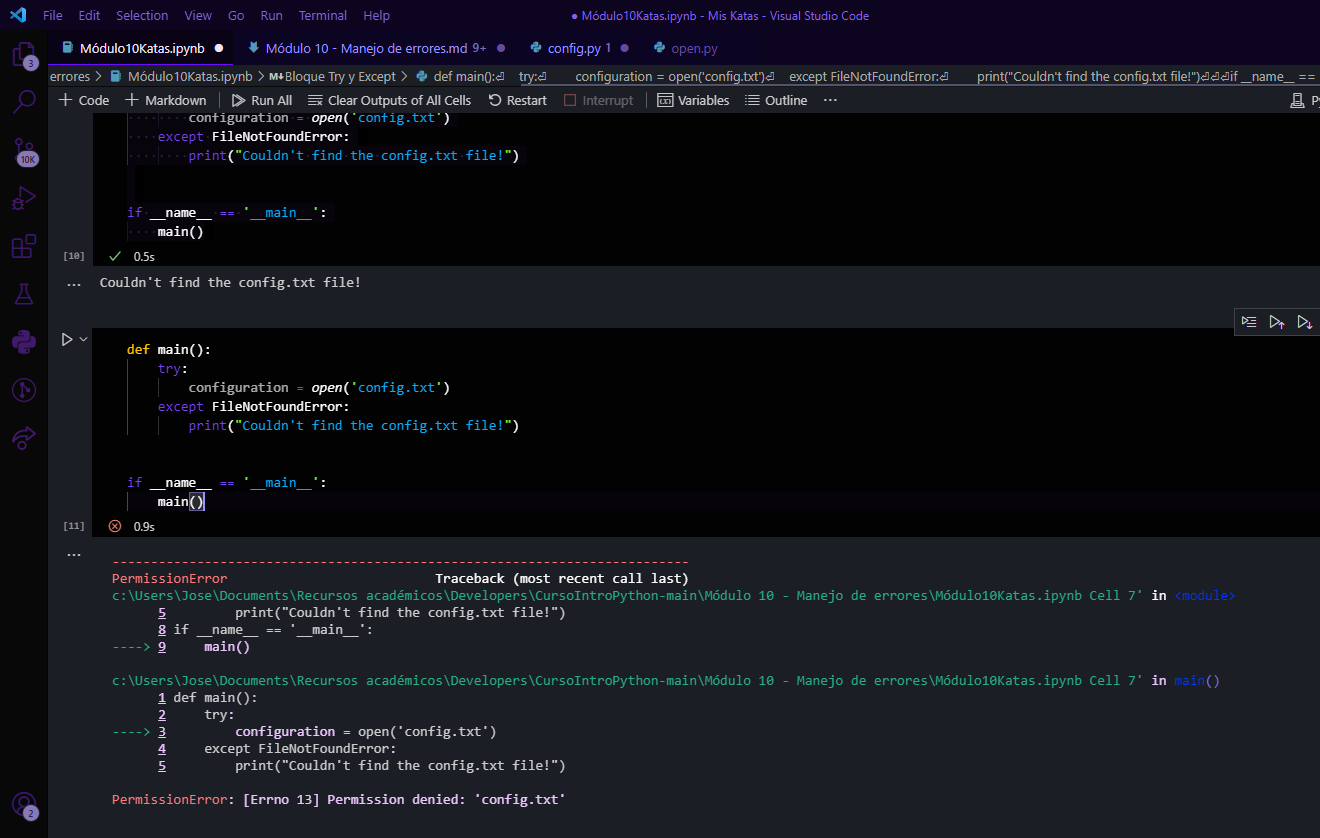 File Edit Selection View Go Run Terminal Help ● Módulo10Katas.ipynb - Mis Katas - Visual Studio Code
Módulo10Katas.ipynb ● Módulo 10 - Manejo de errores.md 9+ ● config.py 1 ● open.py
errores > Módulo10Katas.ipynb > M↓Bloque Try y Except > def main():⏎ try:⏎ configuration = open('config.txt')⏎ except FileNotFoundError:⏎ print("Couldn't find the config.txt file!")⏎⏎⏎if __name__ ==
+ Code + Markdown Run All Clear Outputs of All Cells Restart Interrupt Variables Outline ··· Py
configuration = open('config.txt')
except FileNotFoundError:
print("Couldn't find the config.txt file!")
if __name__ == '__main__':
main()
[10] ✓ 0.5s
... Couldn't find the config.txt file!
def main():
try:
configuration = open('config.txt')
except FileNotFoundError:
print("Couldn't find the config.txt file!")
if __name__ == '__main__':
main()
[11] 0.9s
...
---------------------------------------------------------------------------
PermissionError Traceback (most recent call last)
c:\Users\Jose\Documents\Recursos académicos\Developers\CursoIntroPython-main\Módulo 10 - Manejo de errores\Módulo10Katas.ipynb Cell 7' in <module>
5 print("Couldn't find the config.txt file!")
8 if __name__ == '__main__':
----> 9 main()
c:\Users\Jose\Documents\Recursos académicos\Developers\CursoIntroPython-main\Módulo 10 - Manejo de errores\Módulo10Katas.ipynb Cell 7' in main()
1 def main():
2 try:
----> 3 configuration = open('config.txt')
4 except FileNotFoundError:
5 print("Couldn't find the config.txt file!")
PermissionError: [Errno 13] Permission denied: 'config.txt'
3
10K
2